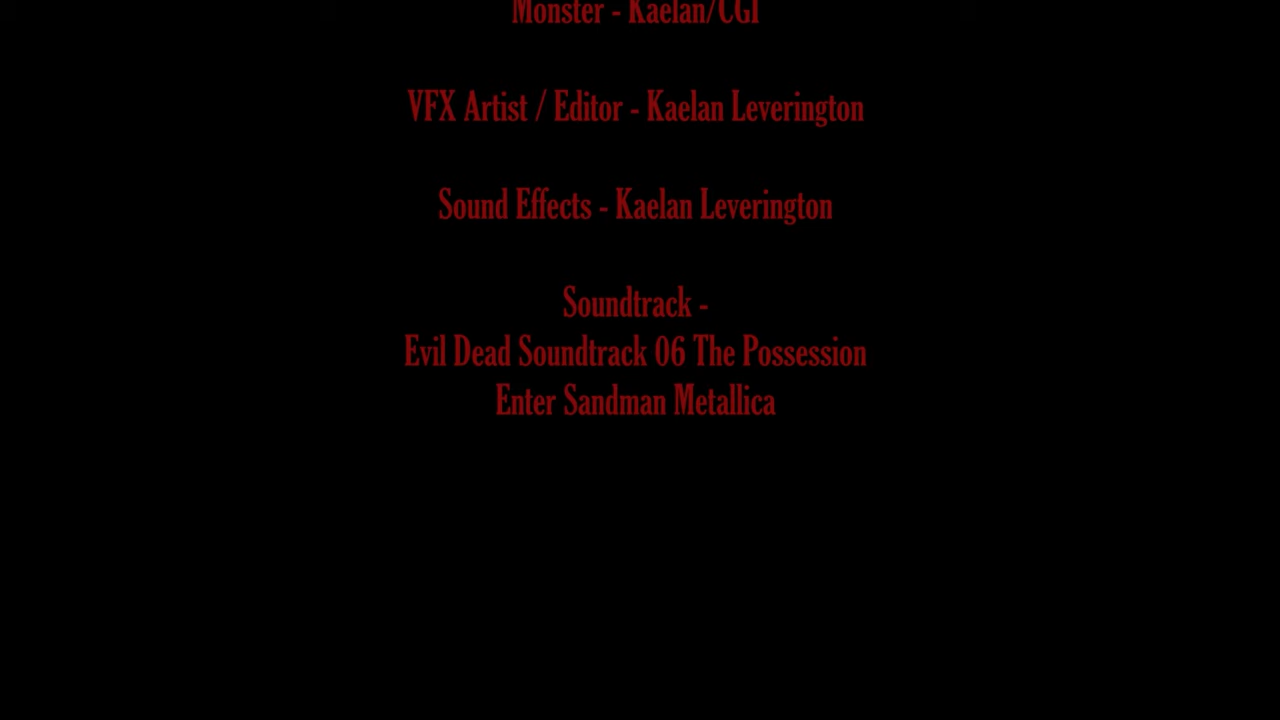 Monster - Kaelan/CGI
VFX Artist / Editor - Kaelan Leverington
Sound Effects - Kaelan Leverington
Soundtrack -
Evil Dead Soundtrack 06 The Possession
Enter Sandman Metallica